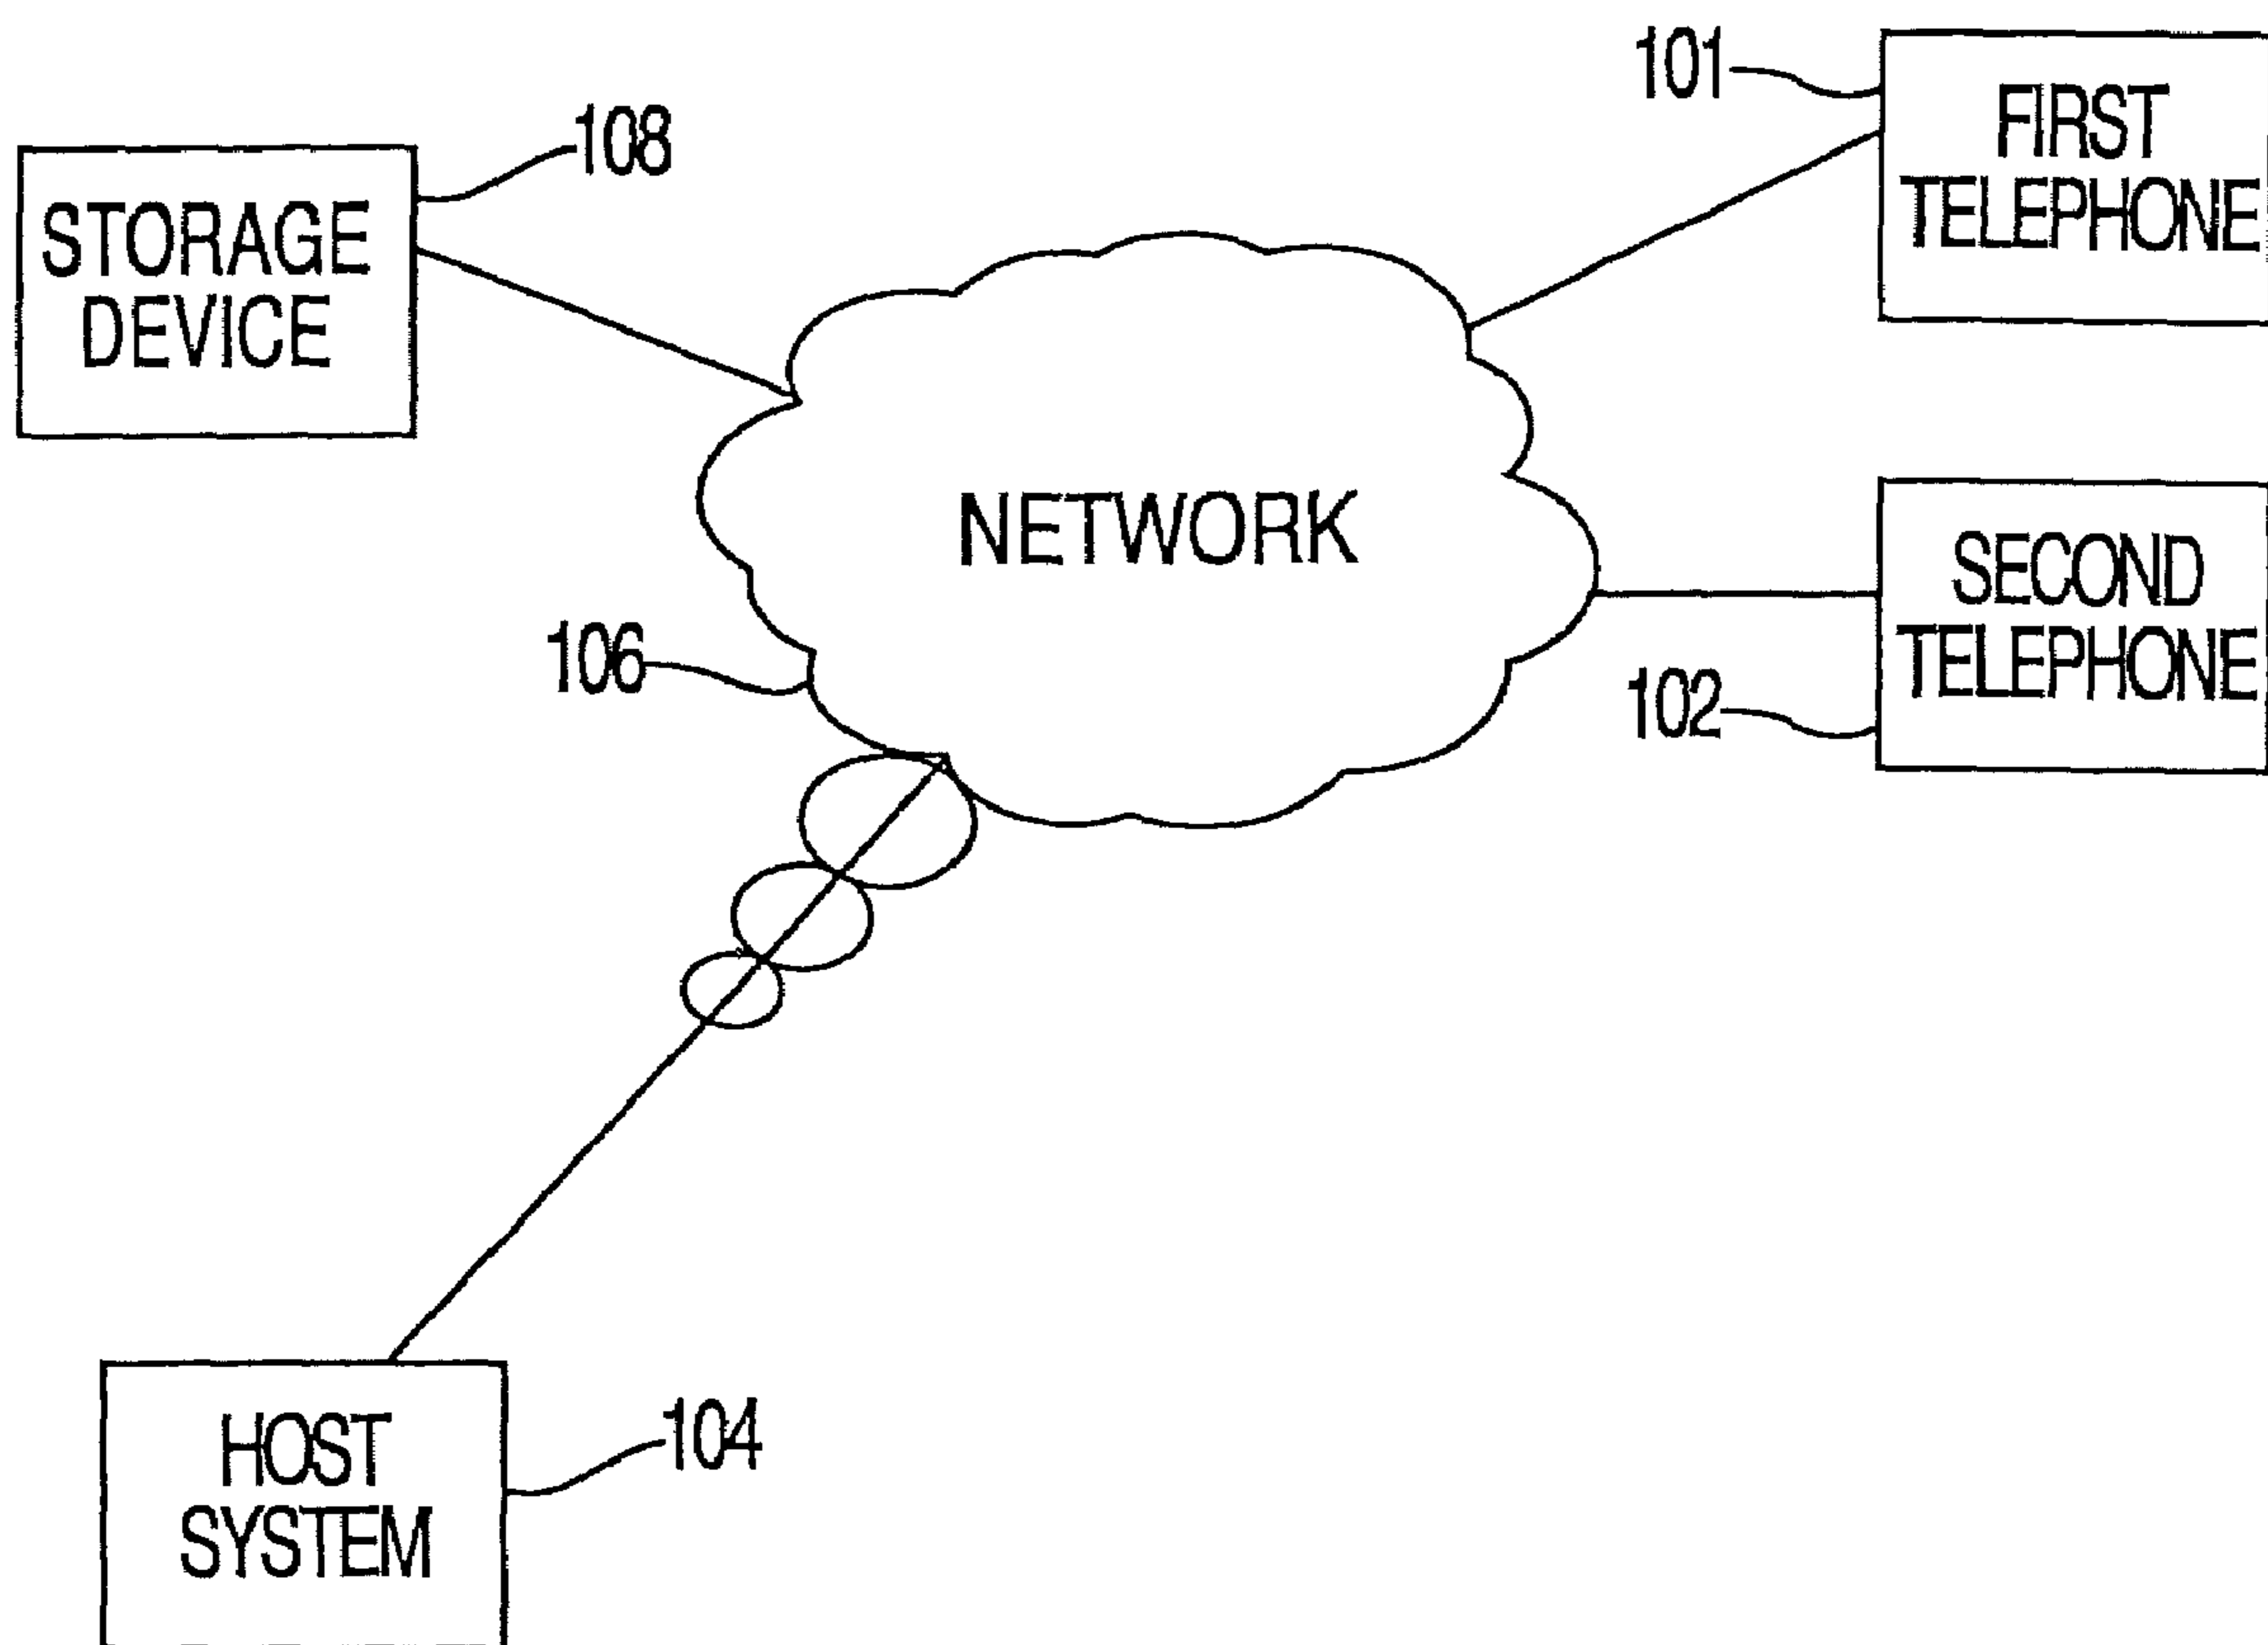 101
FIRST
TELEPHONE
108
STORAGE
DEVICE
NETWORK
SECOND
TELEPHONE
106
102
HOST
SYSTEM
104